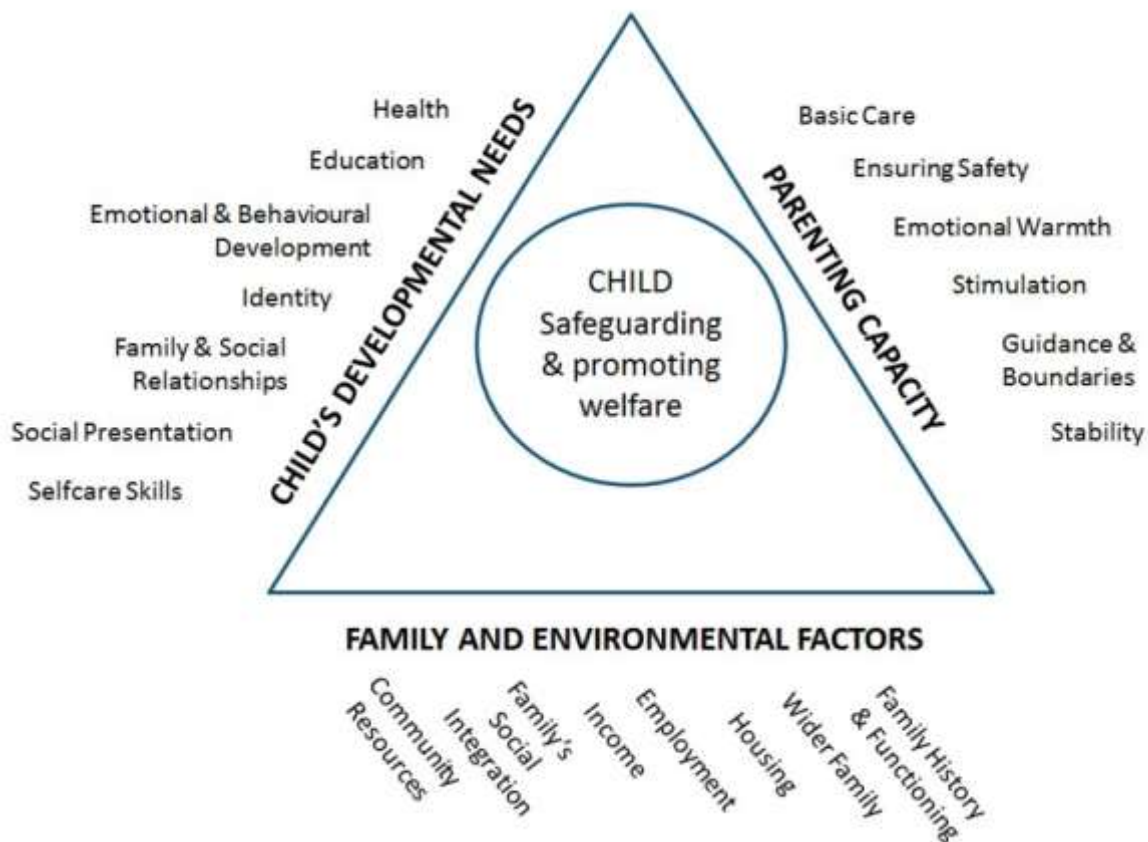 Health
Education
Emotional & Behavioural
Development
Identity
Family & Social
Relationships
Social Presentation
Selfcare Skills
CHILD'S DEVELOPMENTAL NEEDS
CHILD
Safeguarding
& promoting
welfare
PARENTING CAPACITY
Basic Care
Ensuring Safety
Emotional Warmth
Stimulation
Guidance &
Boundaries
Stability
FAMILY AND ENVIRONMENTAL FACTORS
Community
Resources
Family's
Social
Integration
Income
Employment
Housing
Wider Family
Family History
& Functioning